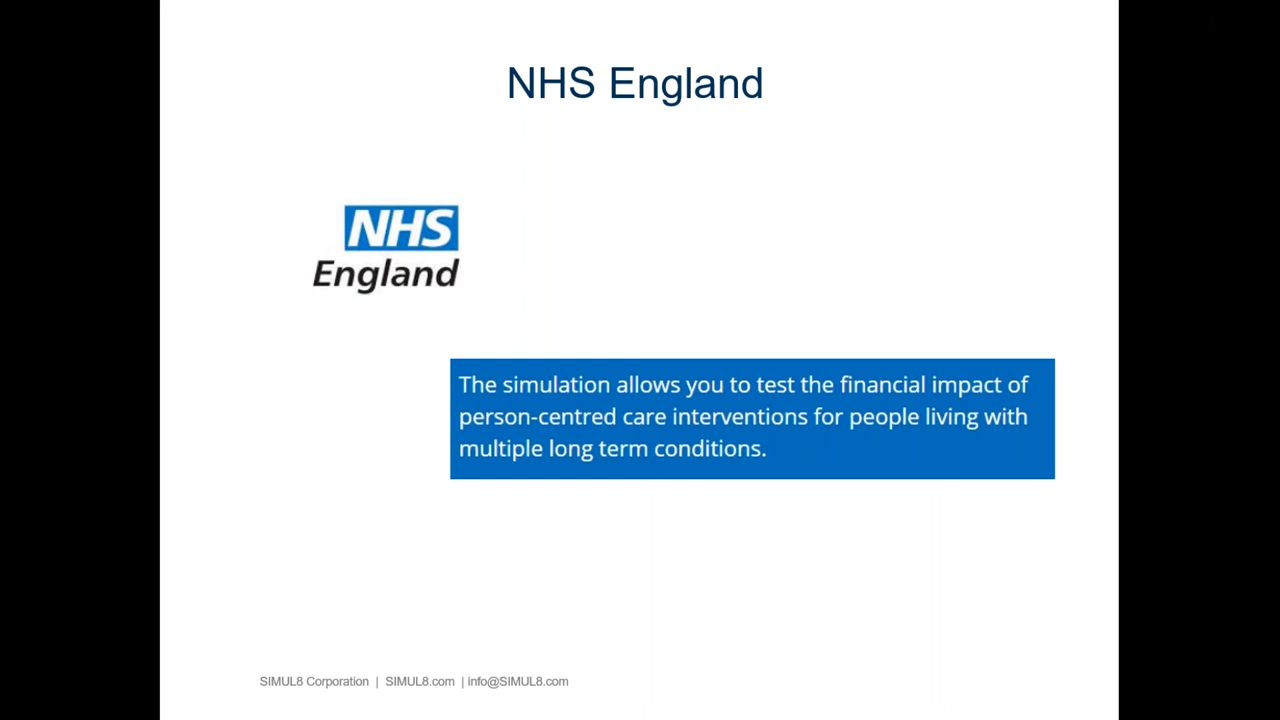 NHS England
NHS
England
The simulation allows you to test the financial impact of
person-centred care interventions for people living with
multiple long term conditions.
SIMUL8 Corporation | SIMUL8.com | info@SIMUL8.com